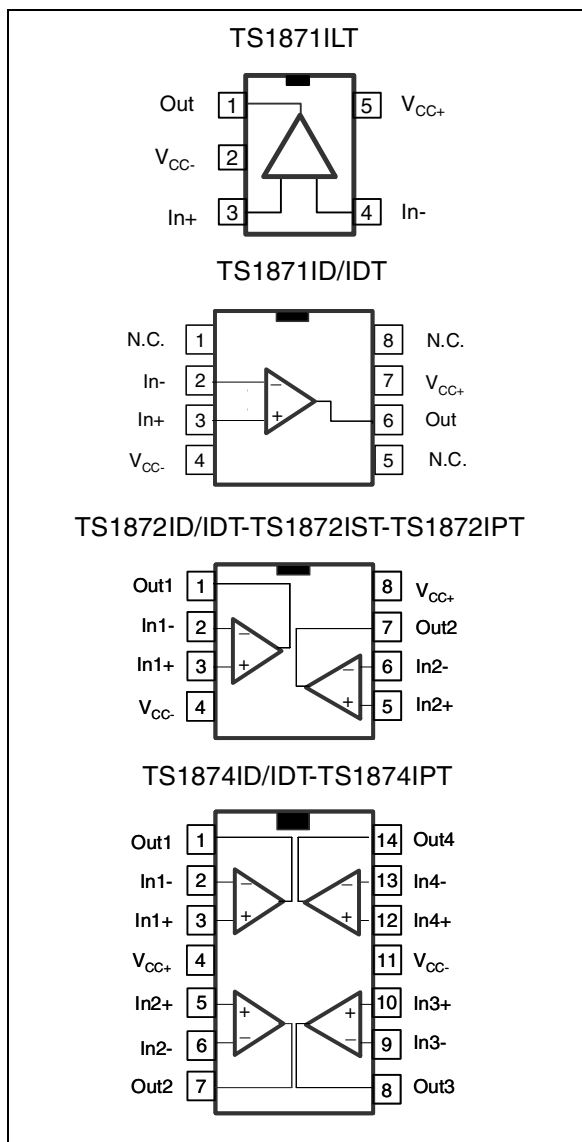 TS1871ILT
Out 1 5 VCC+
VCC- 2
In+ 3 4 In-
TS1871ID/IDT
N.C. 1 8 N.C.
In- 2 − 7 VCC+
In+ 3 + 6 Out
VCC- 4 5 N.C.
TS1872ID/IDT-TS1872IST-TS1872IPT
Out1 1 8 VCC+
In1- 2 − 7 Out2
In1+ 3 + − 6 In2-
VCC- 4 + 5 In2+
TS1874ID/IDT-TS1874IPT
Out1 1 14 Out4
In1- 2 − − 13 In4-
In1+ 3 + + 12 In4+
VCC+ 4 11 VCC-
In2+ 5 + + 10 In3+
In2- 6 − − 9 In3-
Out2 7 8 Out3